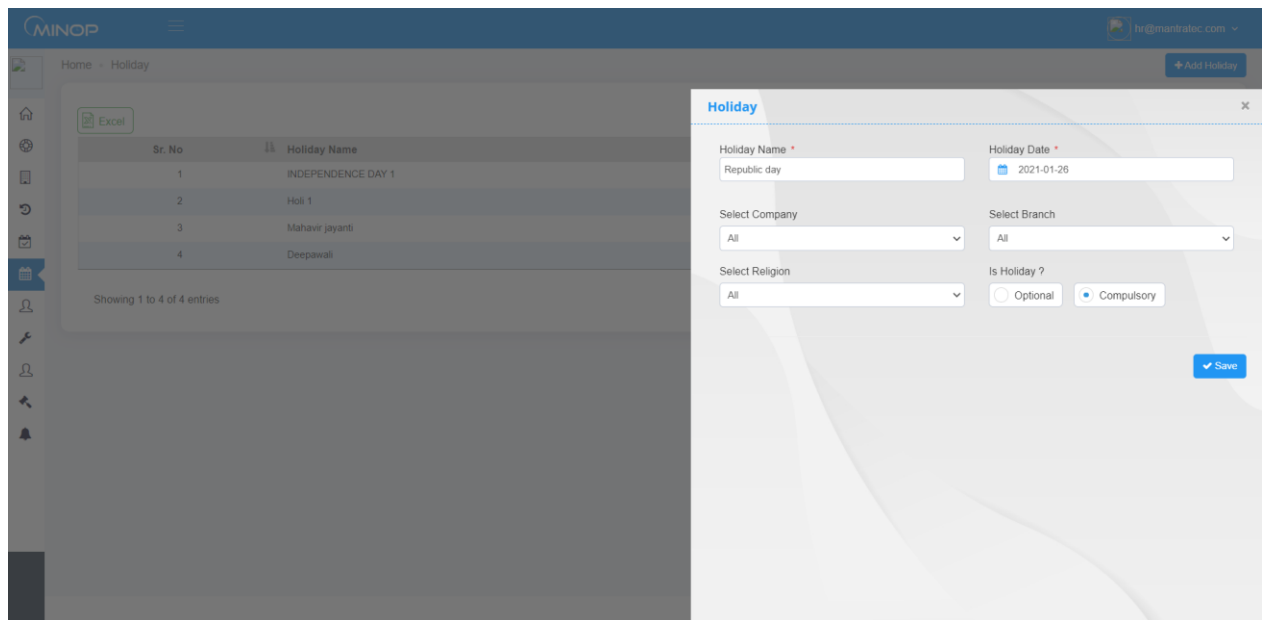 MINOP
hr@mantratec.com
Home - Holiday
+Add Holiday
Holiday
×
Excel
Sr. No Holiday Name
1 INDEPENDENCE DAY 1
2 Holi 1
3 Mahavir jayanti
4 Deepawali
Showing 1 to 4 of 4 entries
Holiday Name * Holiday Date *
Republic day 2021-01-26
Select Company Select Branch
All All
Select Religion Is Holiday ?
All Optional Compulsory
Save